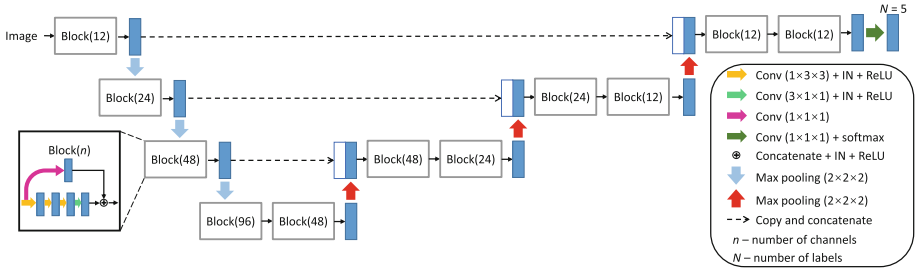 N = 5
Image
Block(12)
Block(12)
Block(12)
Block(24)
Block(24)
Block(12)
Block(n)
Block(48)
Block(48)
Block(24)
Block(96)
Block(48)
Conv (1×3×3) + IN + ReLU
Conv (3×1×1) + IN + ReLU
Conv (1×1×1)
Conv (1×1×1) + softmax
Concatenate + IN + ReLU
Max pooling (2×2×2)
Max pooling (2×2×2)
Copy and concatenate
n – number of channels
N – number of labels